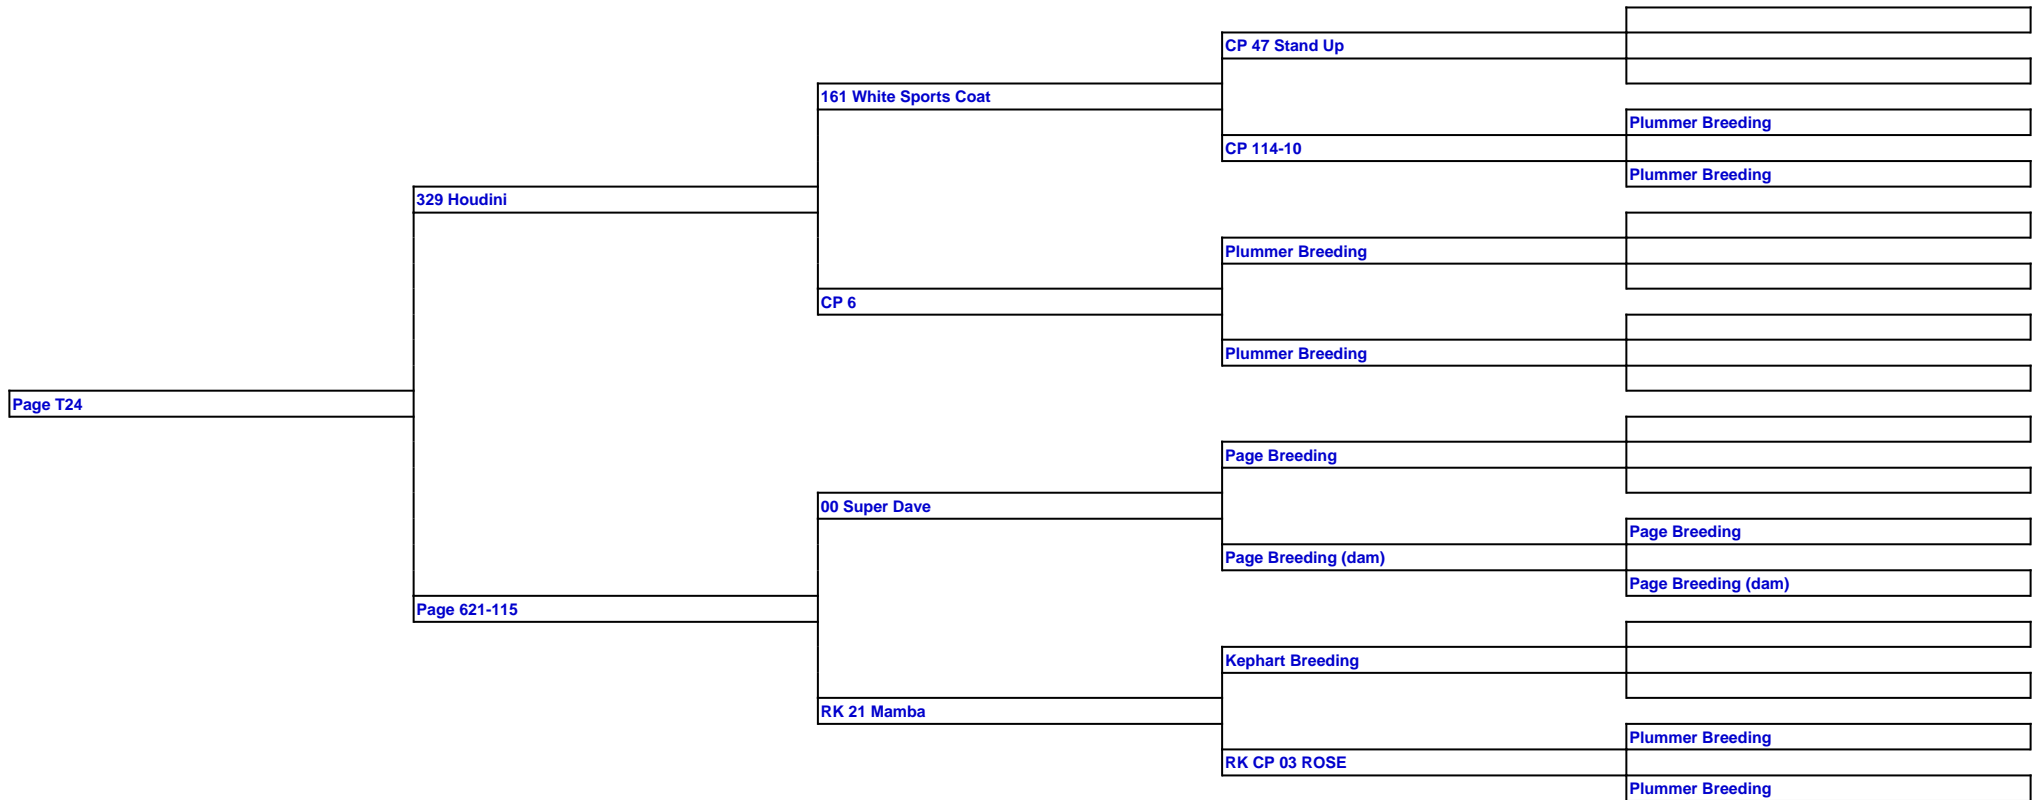 CP 47 Stand Up
161 White Sports Coat
Plummer Breeding
CP 114-10
Plummer Breeding
329 Houdini
Plummer Breeding
CP 6
Plummer Breeding
Page T24
Page Breeding
00 Super Dave
Page Breeding
Page Breeding (dam)
Page Breeding (dam)
Page 621-115
Kephart Breeding
RK 21 Mamba
Plummer Breeding
RK CP 03 ROSE
Plummer Breeding